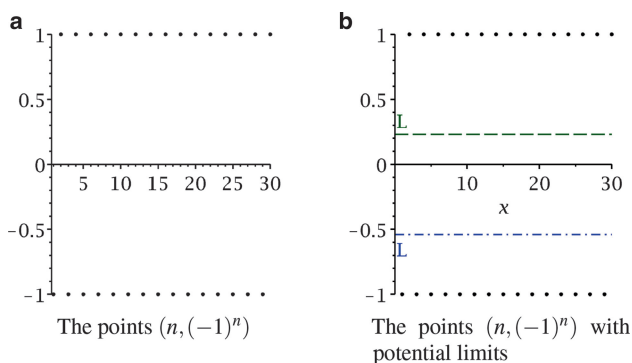 a
1
0.5
0
5 10 15 20 25 30
−0.5
−1
The points (n, (−1)ⁿ)
b
1
0.5
L
0
10 20 30
x
−0.5
L
−1
The points (n, (−1)ⁿ) with
potential limits